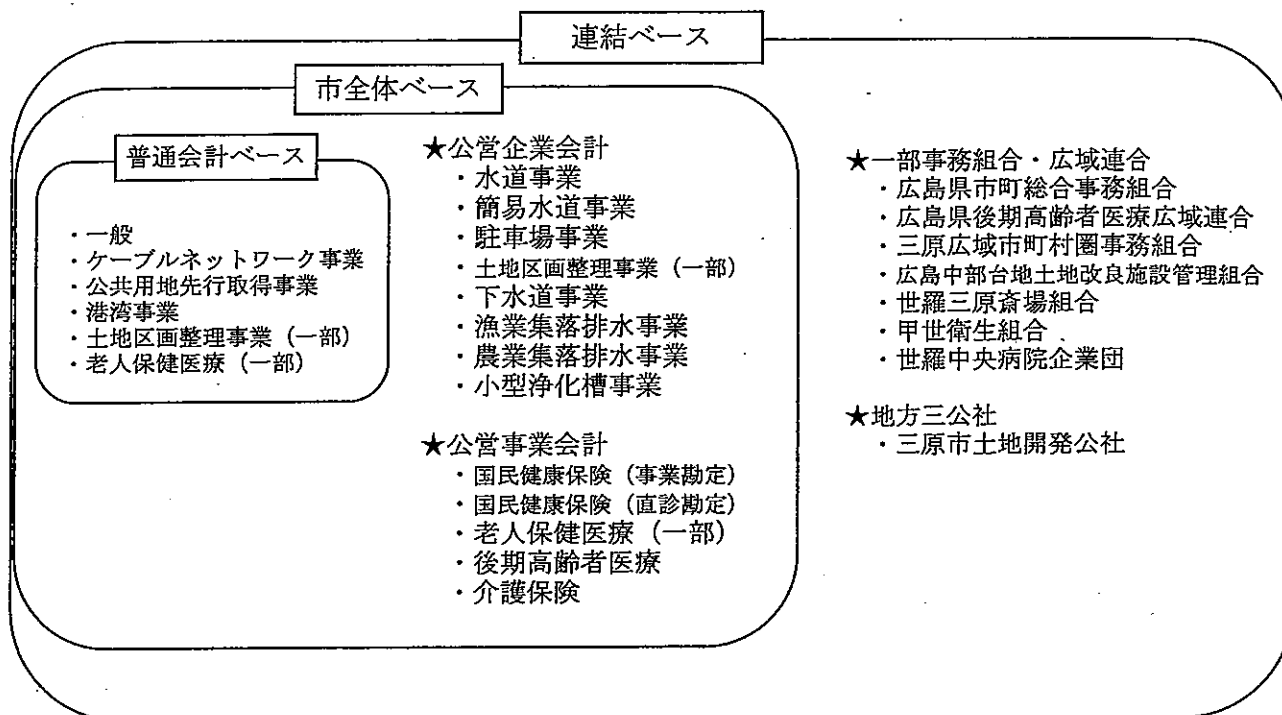 連結ベース
市全体ベース
普通会計ベース
・一般
・ケーブルネットワーク事業
・公共用地先行取得事業
・港湾事業
・土地区画整理事業（一部）
・老人保健医療（一部）
★公営企業会計
・水道事業
・簡易水道事業
・駐車場事業
・土地区画整理事業（一部）
・下水道事業
・漁業集落排水事業
・農業集落排水事業
・小型浄化槽事業
★公営事業会計
・国民健康保険（事業勘定）
・国民健康保険（直診勘定）
・老人保健医療（一部）
・後期高齢者医療
・介護保険
★一部事務組合・広域連合
・広島県市町総合事務組合
・広島県後期高齢者医療広域連合
・三原広域市町村圏事務組合
・広島中部台地土地改良施設管理組合
・世羅三原斎場組合
・甲世衛生組合
・世羅中央病院企業団
★地方三公社
・三原市土地開発公社